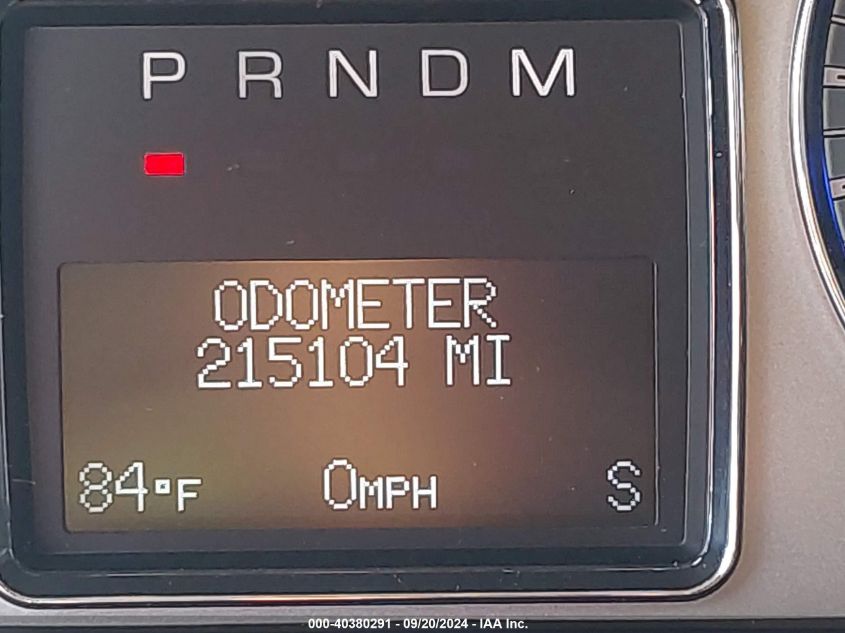 P R N D M
ODOMETER
215104 MI
84°F 0MPH S
000-40380291 - 09/20/2024 - IAA Inc.